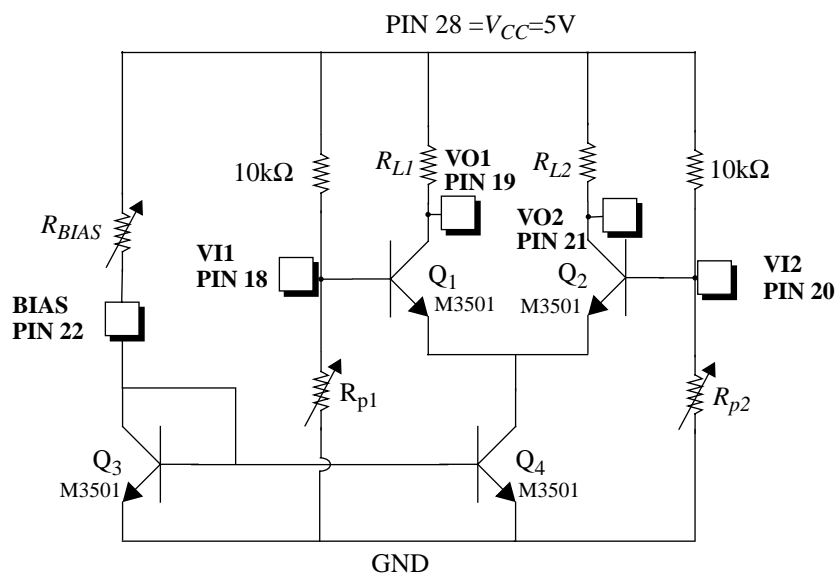 PIN 28 =VCC=5V
10kΩ
RL1
VO1
PIN 19
RL2
10kΩ
RBIAS
VO2
PIN 21
VI1
PIN 18
Q1
M3501
Q2
M3501
VI2
PIN 20
BIAS
PIN 22
Rp1
Rp2
Q3
M3501
Q4
M3501
GND